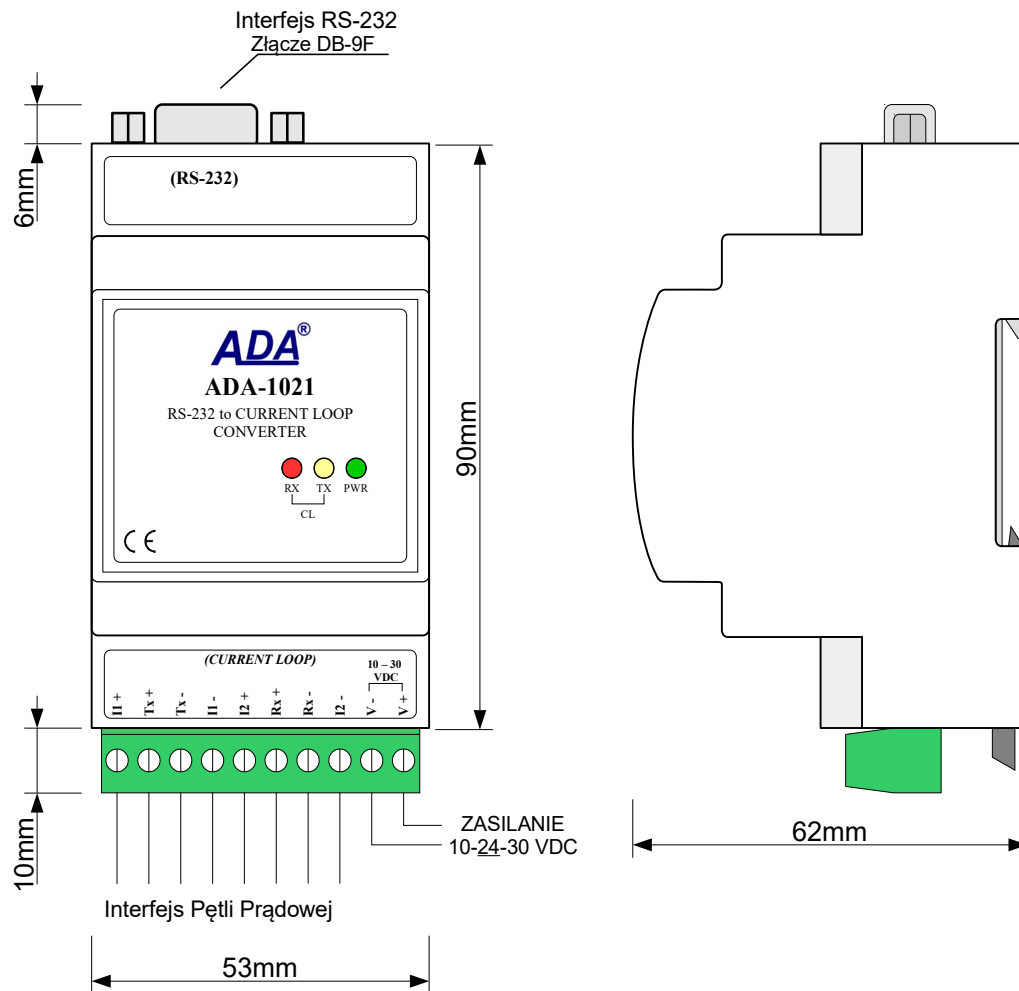 Interfejs RS-232
Złącze DB-9F
6mm
(RS-232)
ADA®
ADA-1021
RS-232 to CURRENT LOOP
CONVERTER
RX TX PWR
CL
CE
90mm
(CURRENT LOOP)
10 – 30
VDC
I1 + Tx + Tx - I1 - I2 + Rx + Rx - I2 - V - V +
10mm
ZASILANIE
10-24-30 VDC
62mm
Interfejs Pętli Prądowej
53mm